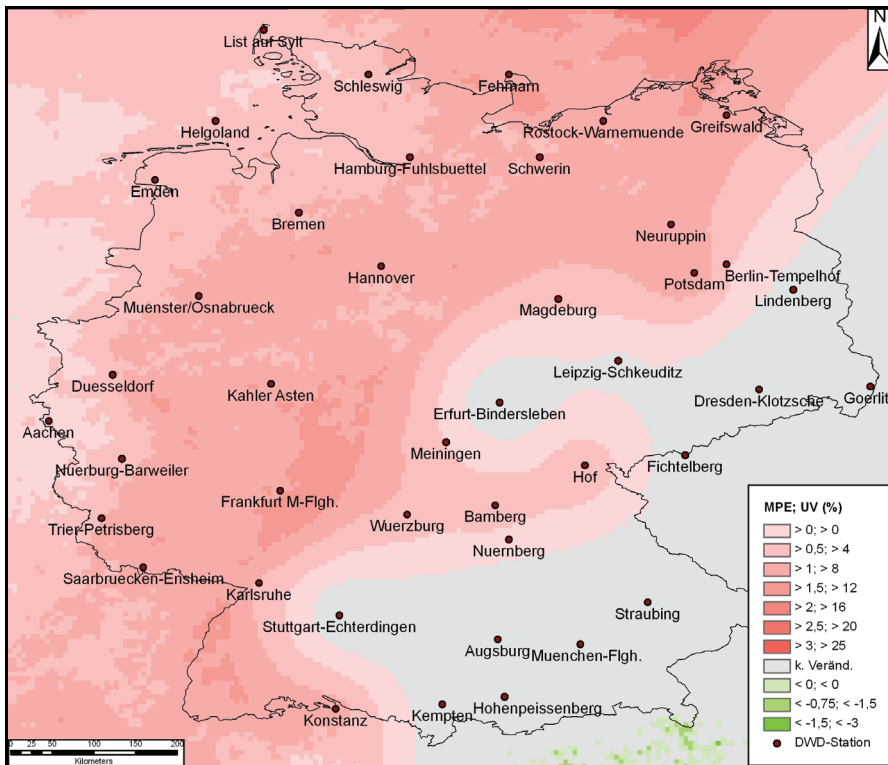 N
List auf Sylt
Schleswig
Fehmarn
Helgoland
Rostock-Warnemuende
Greifswald
Hamburg-Fuhlsbuettel
Schwerin
Emden
Bremen
Neuruppin
Hannover
Potsdam
Berlin-Tempelhof
Lindenberg
Muenster/Osnabrueck
Magdeburg
Leipzig-Schkeuditz
Duesseldorf
Kahler Asten
Erfurt-Bindersleben
Dresden-Klotzsche
Goerlit
Aachen
Meiningen
Nuerburg-Barweiler
Hof
Fichtelberg
Frankfurt M-Flgh.
Trier-Petrisberg
Wuerzburg
Bamberg
Nuernberg
Saarbruecken-Ensheim
Karlsruhe
Stuttgart-Echterdingen
Straubing
Augsburg
Muenchen-Flgh.
Konstanz
Kempten
Hohenpeissenberg
MPE; UV (%)
> 0; > 0
> 0,5; > 4
> 1; > 8
> 1,5; > 12
> 2; > 16
> 2,5; > 20
> 3; > 25
k. Veränd.
< 0; < 0
< -0,75; < -1,5
< -1,5; < -3
DWD-Station
0 25 50 100 150 200
Kilometers